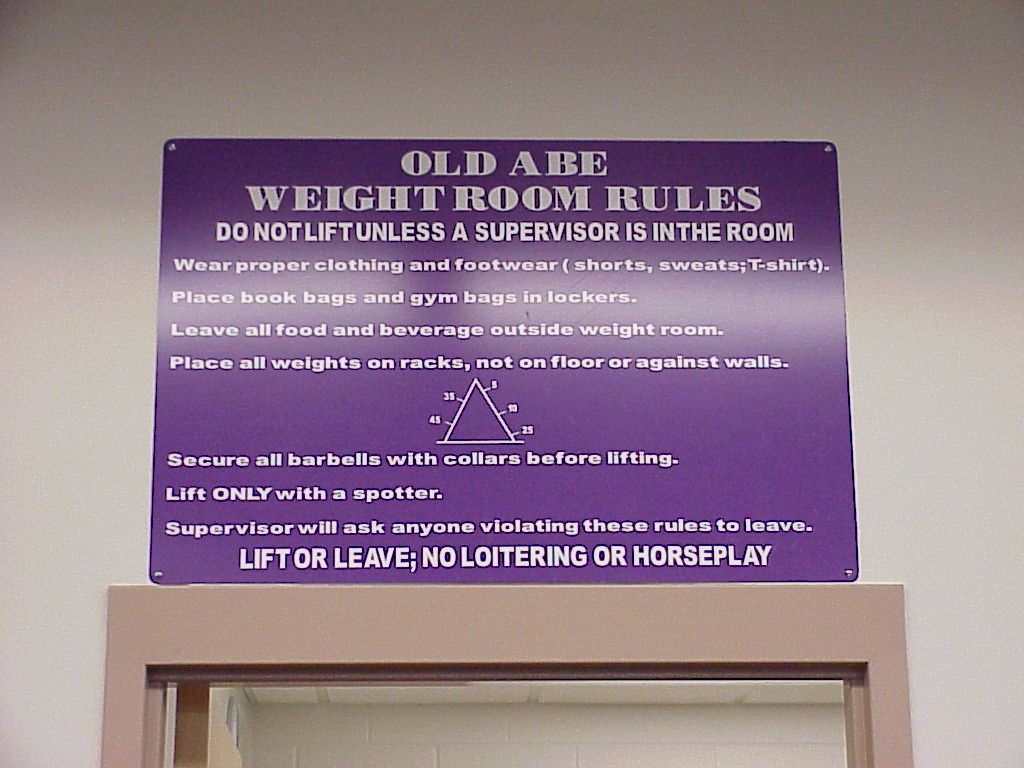 OLD ABE
WEIGHT ROOM RULES
DO NOT LIFT UNLESS A SUPERVISOR IS IN THE ROOM
Wear proper clothing and footwear ( shorts, sweats; T-shirt).
Place book bags and gym bags in lockers.
Leave all food and beverage outside weight room.
Place all weights on racks, not on floor or against walls.
35 5
45 10
25
Secure all barbells with collars before lifting.
Lift ONLY with a spotter.
Supervisor will ask anyone violating these rules to leave.
LIFT OR LEAVE; NO LOITERING OR HORSEPLAY